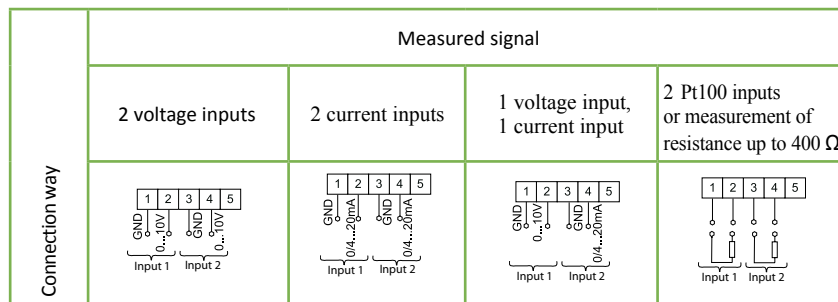 Measured signal
Connection way
2 voltage inputs
2 current inputs
1 voltage input,
1 current input
2 Pt100 inputs
or measurement of
resistance up to 400 Ω
1 2 3 4 5
GND
0...10V
GND
0...10V
Input 1 Input 2
1 2 3 4 5
GND
0/4...20mA
GND
0/4...20mA
Input 1 Input 2
1 2 3 4 5
GND
0...10V
GND
0/4...20mA
Input 1 Input 2
1 2 3 4 5
Input 1 Input 2